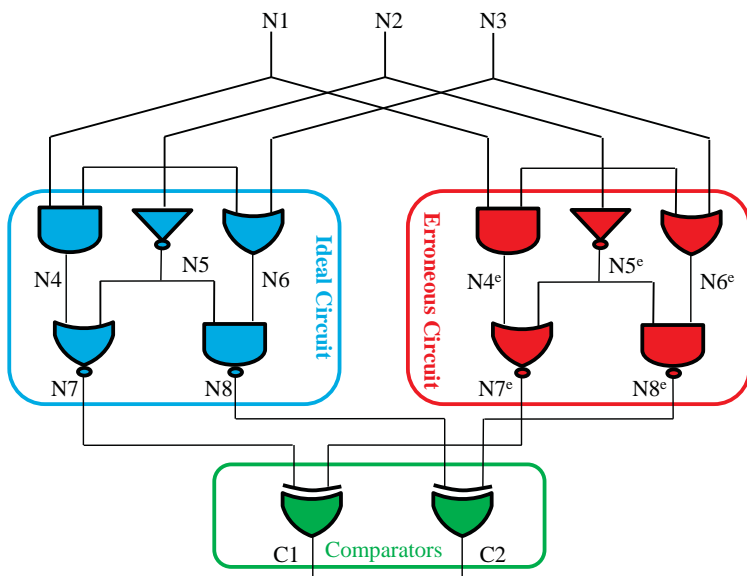 N1 N2 N3
Ideal Circuit
Erroneous Circuit
N4 N5 N6
N4ᵉ N5ᵉ N6ᵉ
N7 N8
N7ᵉ N8ᵉ
C1 Comparators C2